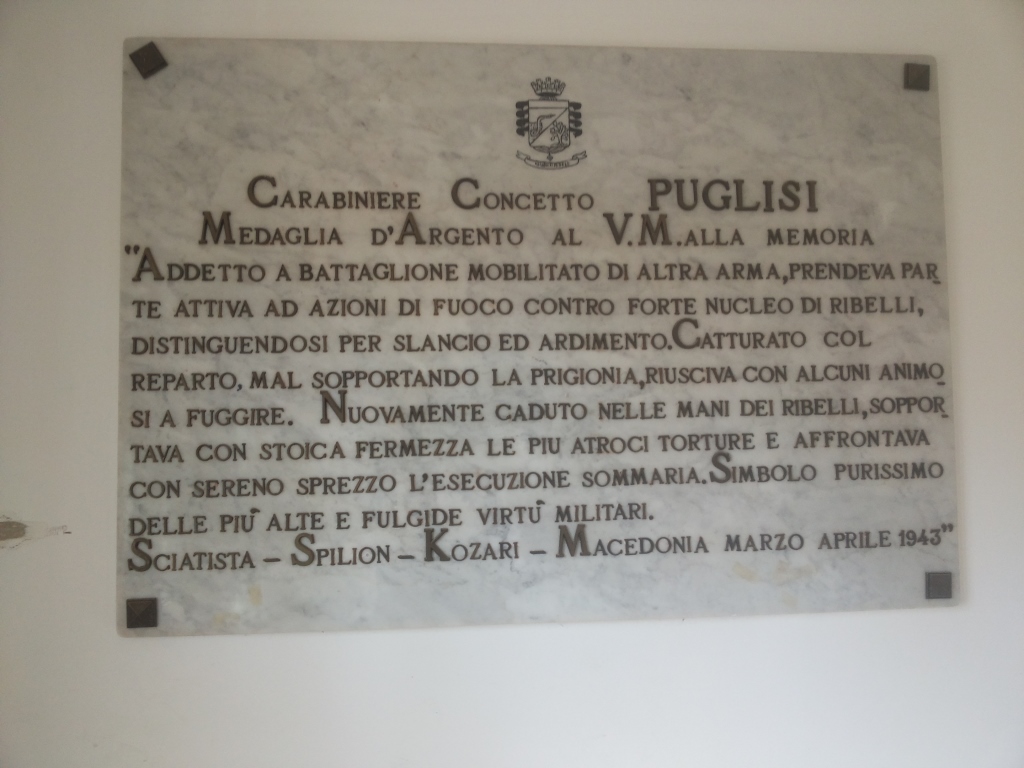 CARABINIERE CONCETTO PUGLISI
MEDAGLIA D'ARGENTO AL V.M. ALLA MEMORIA
"ADDETTO A BATTAGLIONE MOBILITATO DI ALTRA ARMA, PRENDEVA PAR
TE ATTIVA AD AZIONI DI FUOCO CONTRO FORTE NUCLEO DI RIBELLI,
DISTINGUENDOSI PER SLANCIO ED ARDIMENTO. CATTURATO COL
REPARTO, MAL SOPPORTANDO LA PRIGIONIA, RIUSCIVA CON ALCUNI ANIMO
SI A FUGGIRE. NUOVAMENTE CADUTO NELLE MANI DEI RIBELLI, SOPPOR
TAVA CON STOICA FERMEZZA LE PIU ATROCI TORTURE E AFFRONTAVA
CON SERENO SPREZZO L'ESECUZIONE SOMMARIA. SIMBOLO PURISSIMO
DELLE PIU' ALTE E FULGIDE VIRTU' MILITARI.
SCIATISTA - SPILION - KOZARI - MACEDONIA MARZO APRILE 1943"